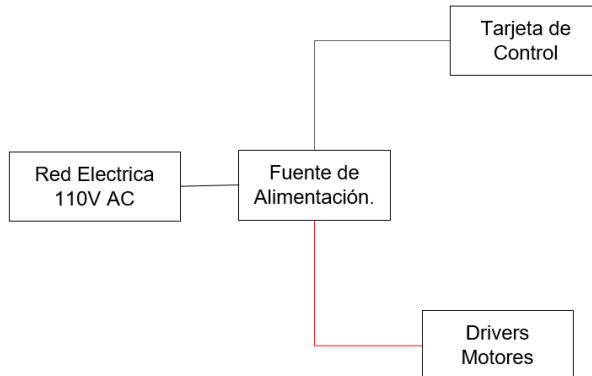 Tarjeta de
Control
Red Electrica
110V AC
Fuente de
Alimentación.
Drivers
Motores